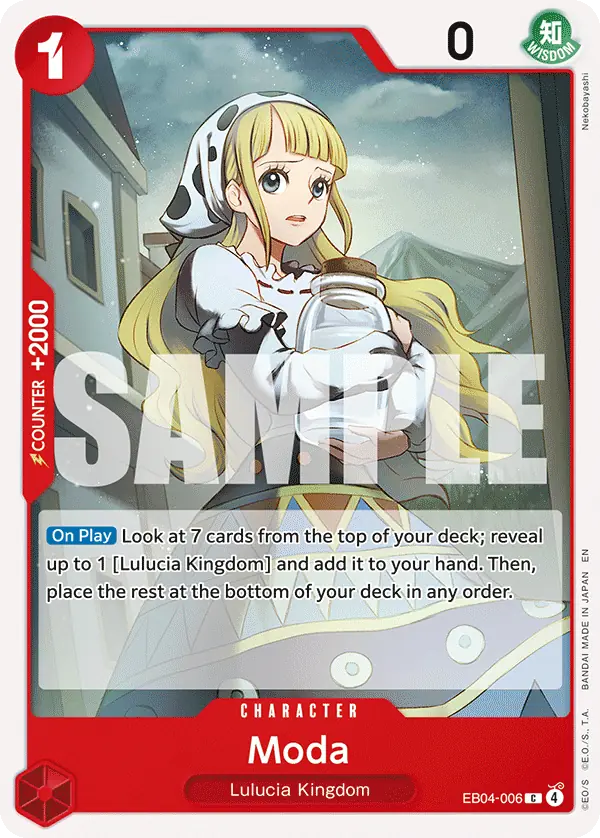 1
0
知
WISDOM
Nekobayashi
COUNTER +2000
SAMPLE
On Play Look at 7 cards from the top of your deck; reveal
up to 1 [Lulucia Kingdom] and add it to your hand. Then,
place the rest at the bottom of your deck in any order.
CHARACTER
Moda
Lulucia Kingdom
EB04-006 C 4
©EO/S ©E.O./S., T.A. BANDAI MADE IN JAPAN EN